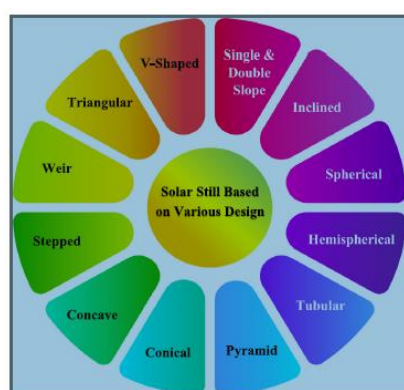 Single &
Double
Slope
Inclined
Spherical
Hemispherical
Tubular
Pyramid
Conical
Concave
Stepped
Weir
Triangular
V-Shaped
Solar Still Based
on Various Design